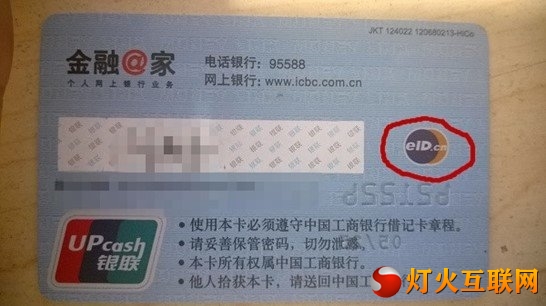 JKT 124022 120680213-HiCo
金融@家
个人网上银行业务
电话银行：95588
网上银行：www.icbc.com.cn
eID.cn
UPcash
银联
• 使用本卡必须遵守中国工商银行借记卡章程。
• 请妥善保管密码，切勿泄露。
• 本卡所有权属中国工商银行。
• 他人拾获本卡，请送回中国工商
灯火互联网